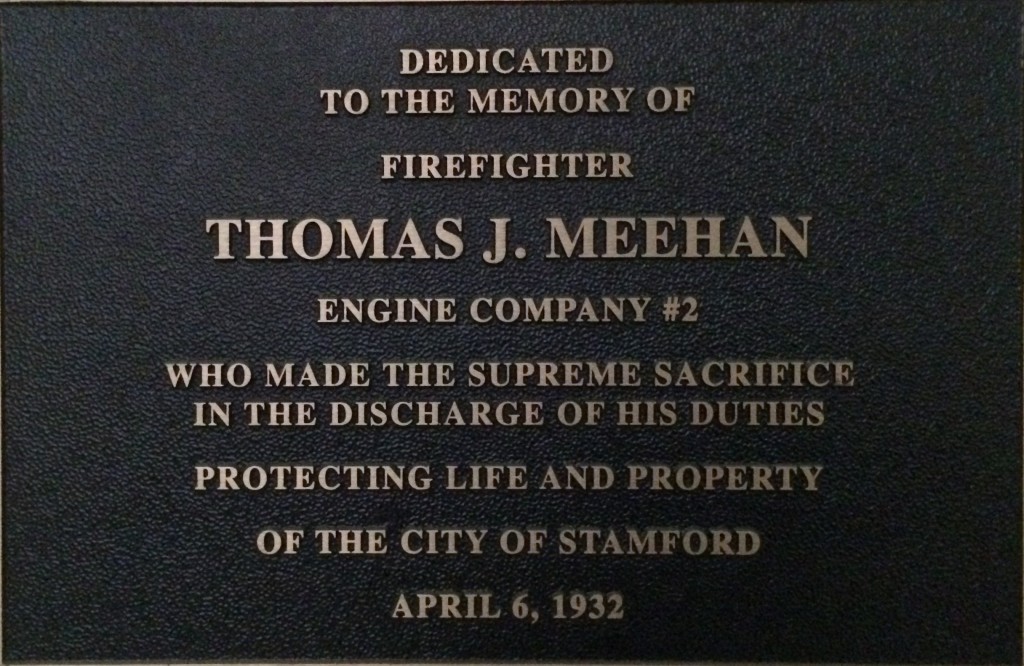 DEDICATED
TO THE MEMORY OF
FIREFIGHTER
THOMAS J. MEEHAN
ENGINE COMPANY #2
WHO MADE THE SUPREME SACRIFICE
IN THE DISCHARGE OF HIS DUTIES
PROTECTING LIFE AND PROPERTY
OF THE CITY OF STAMFORD
APRIL 6, 1932